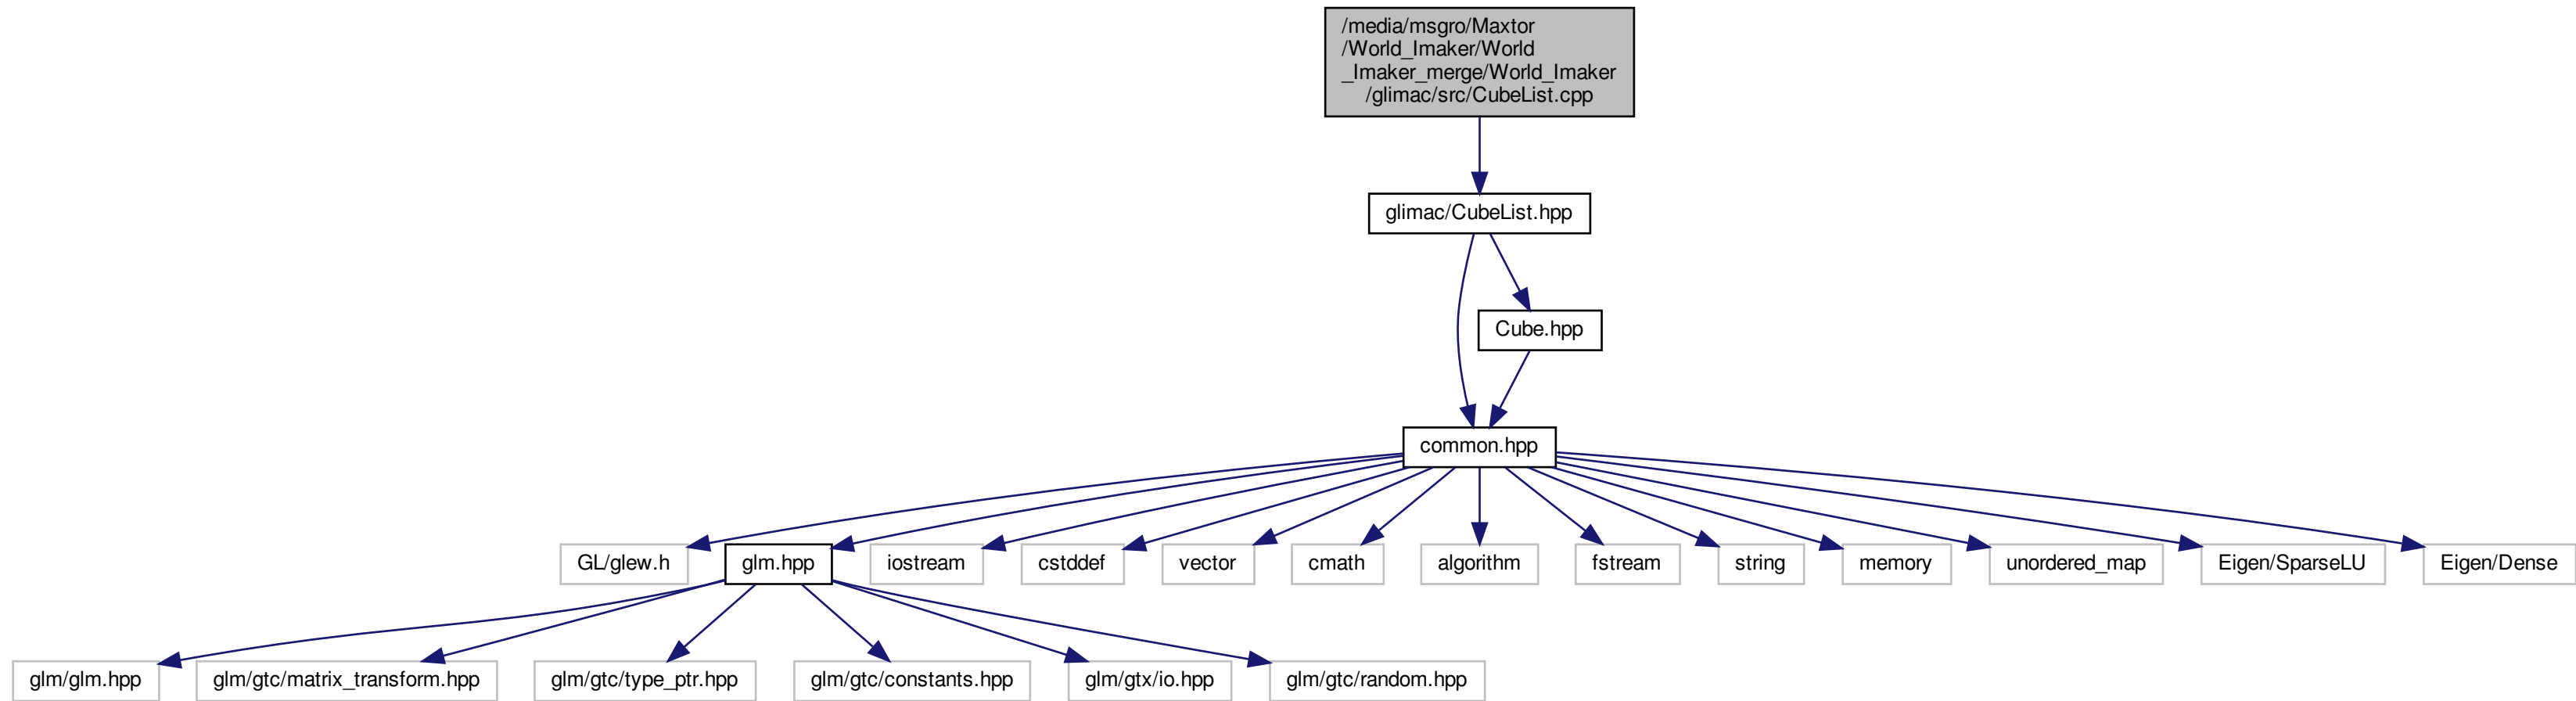 /media/msgro/Maxtor
/World_Imaker/World
_Imaker_merge/World_Imaker
/glimac/src/CubeList.cpp
glimac/CubeList.hpp
Cube.hpp
common.hpp
GL/glew.h
glm.hpp
iostream
cstddef
vector
cmath
algorithm
fstream
string
memory
unordered_map
Eigen/SparseLU
Eigen/Dense
glm/glm.hpp
glm/gtc/matrix_transform.hpp
glm/gtc/type_ptr.hpp
glm/gtc/constants.hpp
glm/gtx/io.hpp
glm/gtc/random.hpp